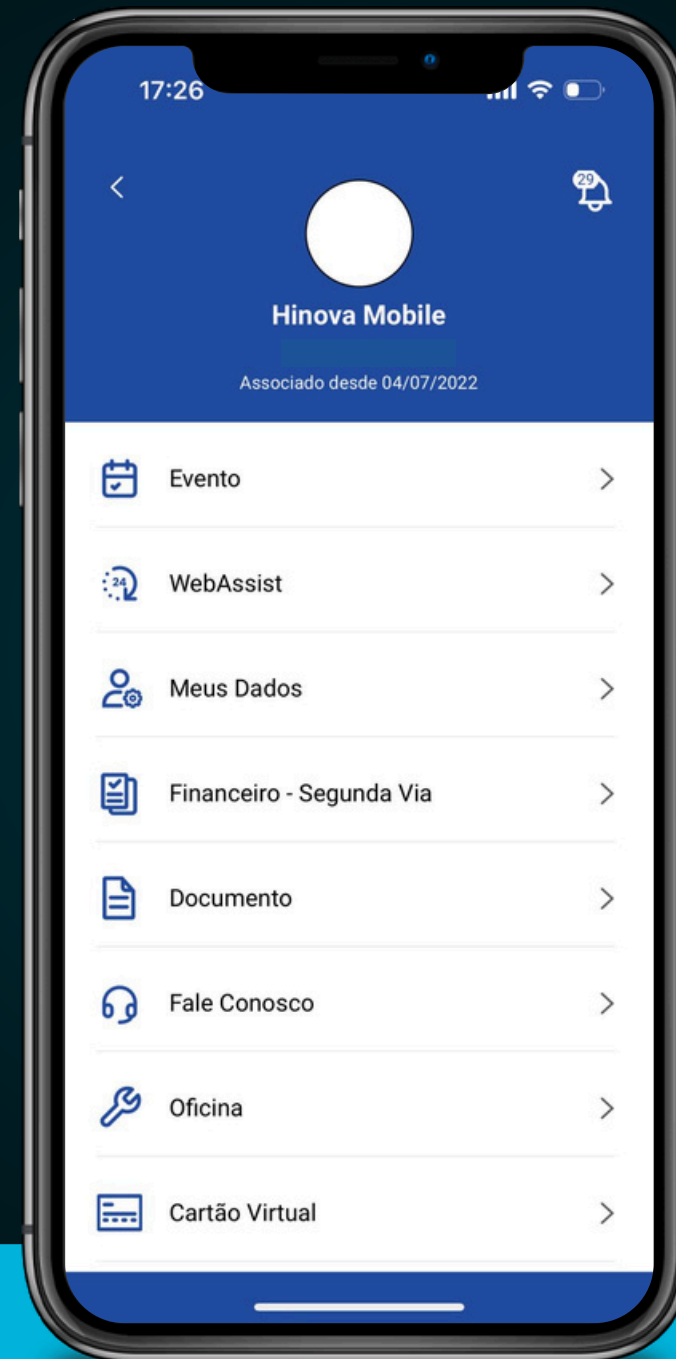 17:26
29
Hinova Mobile
Associado desde 04/07/2022
Evento
24
WebAssist
Meus Dados
Financeiro - Segunda Via
Documento
Fale Conosco
Oficina
Cartão Virtual